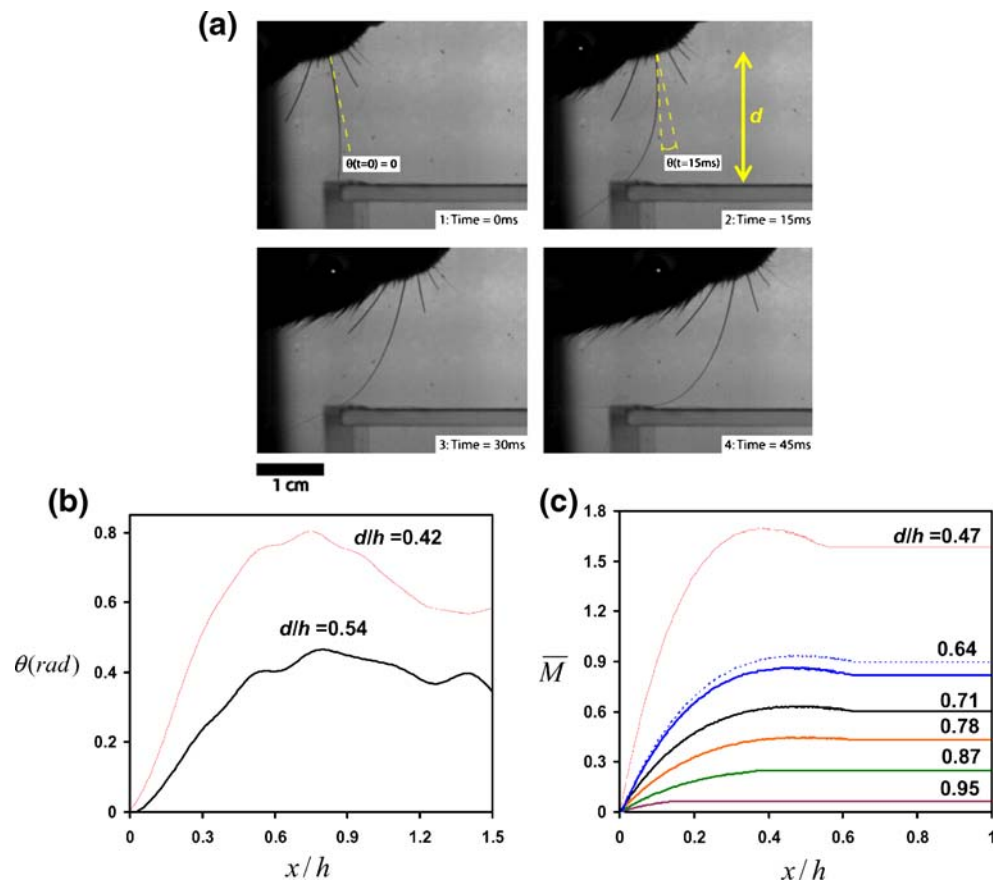 (a)
θ(t=0) = 0
1: Time = 0ms
d
θ(t=15ms)
2: Time = 15ms
3: Time = 30ms
4: Time = 45ms
1 cm
(b)
0.8
0.6
0.4
0.2
0
θ(rad)
d/h =0.42
d/h=0.54
0 0.3 0.6 0.9 1.2 1.5
x / h
(c)
1.8
1.5
1.2
0.9
0.6
0.3
0
M̅
d/h =0.47
0.64
0.71
0.78
0.87
0.95
0 0.2 0.4 0.6 0.8 1
x / h